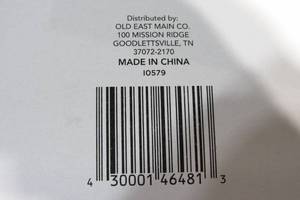 Distributed by:
OLD EAST MAIN CO.
100 MISSION RIDGE
GOODLETTSVILLE, TN
37072-2170
MADE IN CHINA
I0579
4 30001 46481 3